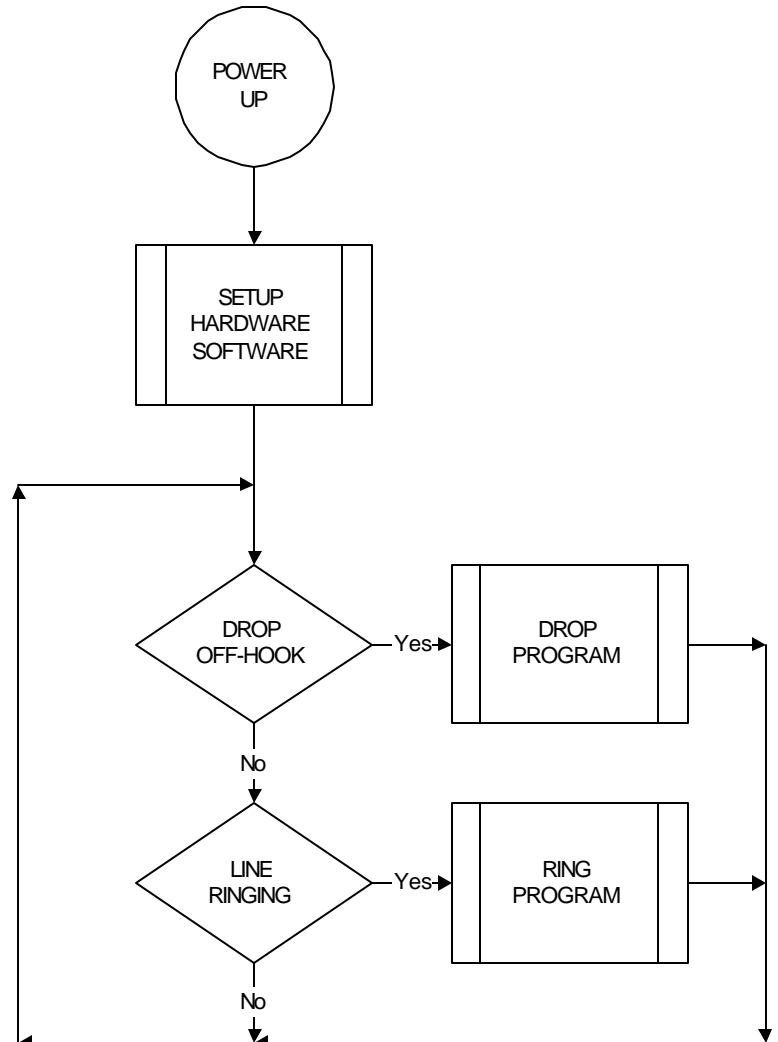 POWER
UP
SETUP
HARDWARE
SOFTWARE
DROP
OFF-HOOK
Yes
DROP
PROGRAM
No
LINE
RINGING
Yes
RING
PROGRAM
No